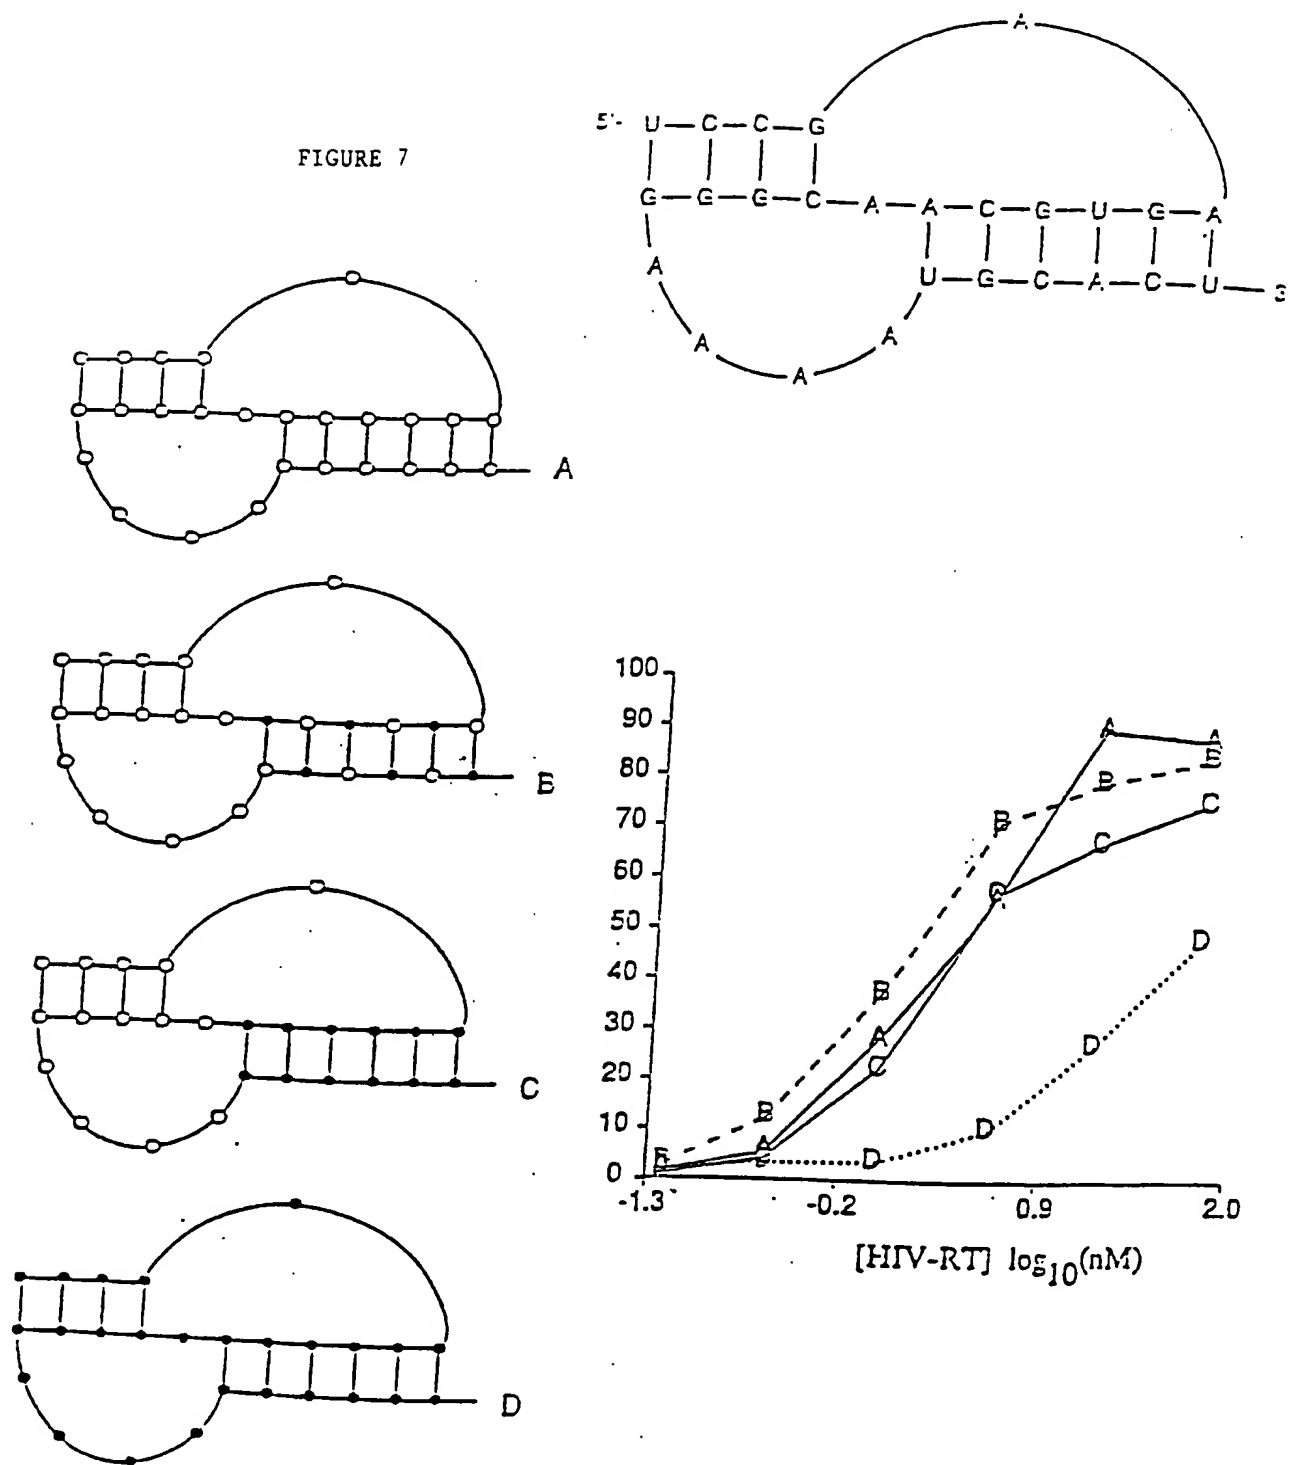 FIGURE 7
A
5'- U-C-C-G
G-G-G-C-A-A-C-G-U-G-A
A
U-G-C-A-C-U-3
A
A
A
A
B
C
D
100
90
80
70
60
50
40
30
20
10
0
-1.3
-0.2
0.9
2.0
A
A
B
B
B
B
B
C
C
C
A
A
D
D
D
D
[HIV-RT] log10(nM)